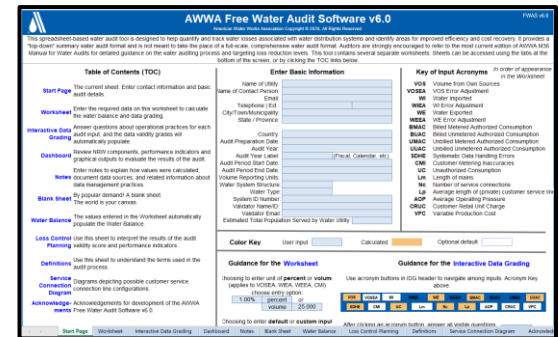 AWWA Free Water Audit Software v6.0
FWAS v6.0
American Water Works Association Copyright © 2020, All Rights Reserved
This spreadsheet-based water audit tool is designed to help quantify and track water losses associated with water distribution systems and identify areas for improved efficiency and cost recovery. It provides a
"top-down" summary water audit format and is not meant to take the place of a full-scale, comprehensive water audit format. Auditors are strongly encouraged to refer to the most current edition of AWWA M36
Manual for Water Audits for detailed guidance on the water auditing process and targeting loss reduction levels. This tool contains several separate worksheets. Sheets can be accessed using the tabs at the
bottom of the screen, or by clicking the TOC links below.
Table of Contents (TOC)
Start Page The current sheet. Enter contact information and basic
audit details.
Worksheet Enter the required data on this worksheet to calculate
the water balance and data grading.
Interactive Data Grading Answer questions about operational practices for each
audit input, and the data validity grades will
automatically populate
Dashboard Review NRW components, performance indicators and
graphical outputs to evaluate the results of the audit.
Notes Enter notes to explain how values were calculated,
document data sources, and related information about
data management practices.
Blank Sheet By popular demand! A blank sheet.
The world is your canvas.
Water Balance The values entered in the Worksheet automatically
populate the Water Balance.
Loss Control Planning Use this sheet to interpret the results of the audit
validity score and performance indicators.
Definitions Use this sheet to understand the terms used in the
audit process.
Service Connection Diagram Diagrams depicting possible customer service
connection line configurations.
Acknowledge- ments Acknowledgements for development of the AWWA
Free Water Audit Software v6.0.
Enter Basic Information
Name of Utility
Name of Contact Person:
Email
Telephone | Ext.
City/Town/Municipality
State / Province
Country
Audit Preparation Date:
Audit Year:
Audit Year Label (Fiscal, Calendar, etc)
Audit Period Start Date:
Audit Period End Date:
Volume Reporting Units:
Water System Structure
Water Type
System ID Number
Validator Name/ID:
Validator Email:
Estimated Total Population Served by Water Utility
Key of Input Acronyms
In order of appearance
in the Worksheet
VOS Volume from Own Sources
VOSEA VOS Error Adjustment
WI Water Imported
WIEA WI Error Adjustment
WE Water Exported
WEEA WE Error Adjustment
BMAC Billed Metered Authorized Consumption
BUAC Billed Unmetered Authorized Consumption
UMAC Unbilled Metered Authorized Consumption
UUAC Unbilled Unmetered Authorized Consumption
SDHE Systematic Data Handling Errors
CMI Customer Metering Inaccuracies
UC Unauthorized Consumption
Lm Length of mains
Nc Number of service connections
Lp Average length of (private) customer service line
AOP Average Operating Pressure
CRUC Customer Retail Unit Charge
VPC Variable Production Cost
Color Key
User input
Calculated
Optional default
Guidance for the Worksheet
Choosing to enter unit of percent or volume
(applies to VOSEA, WIEA, WEEA, CMI)
choose entry option:
1.00% percent or
volume 25.000
Choosing to enter default or custom input
Guidance for the Interactive Data Grading
Use acronym buttons in IDG header to navigate among inputs. Acronym Key
above.
VOS VOSEA WI WIEA WE WEEA BMAC BUAC UMAC UUAC
SDHE CMI UC Lm Nc Lp AOP CRUC VPC
After clicking an acronym button, answer all visible questions
Start Page Worksheet Interactive Data Grading Dashboard Notes Blank Sheet Water Balance Loss Control Planning Definitions Service Connection Diagram Acknowled